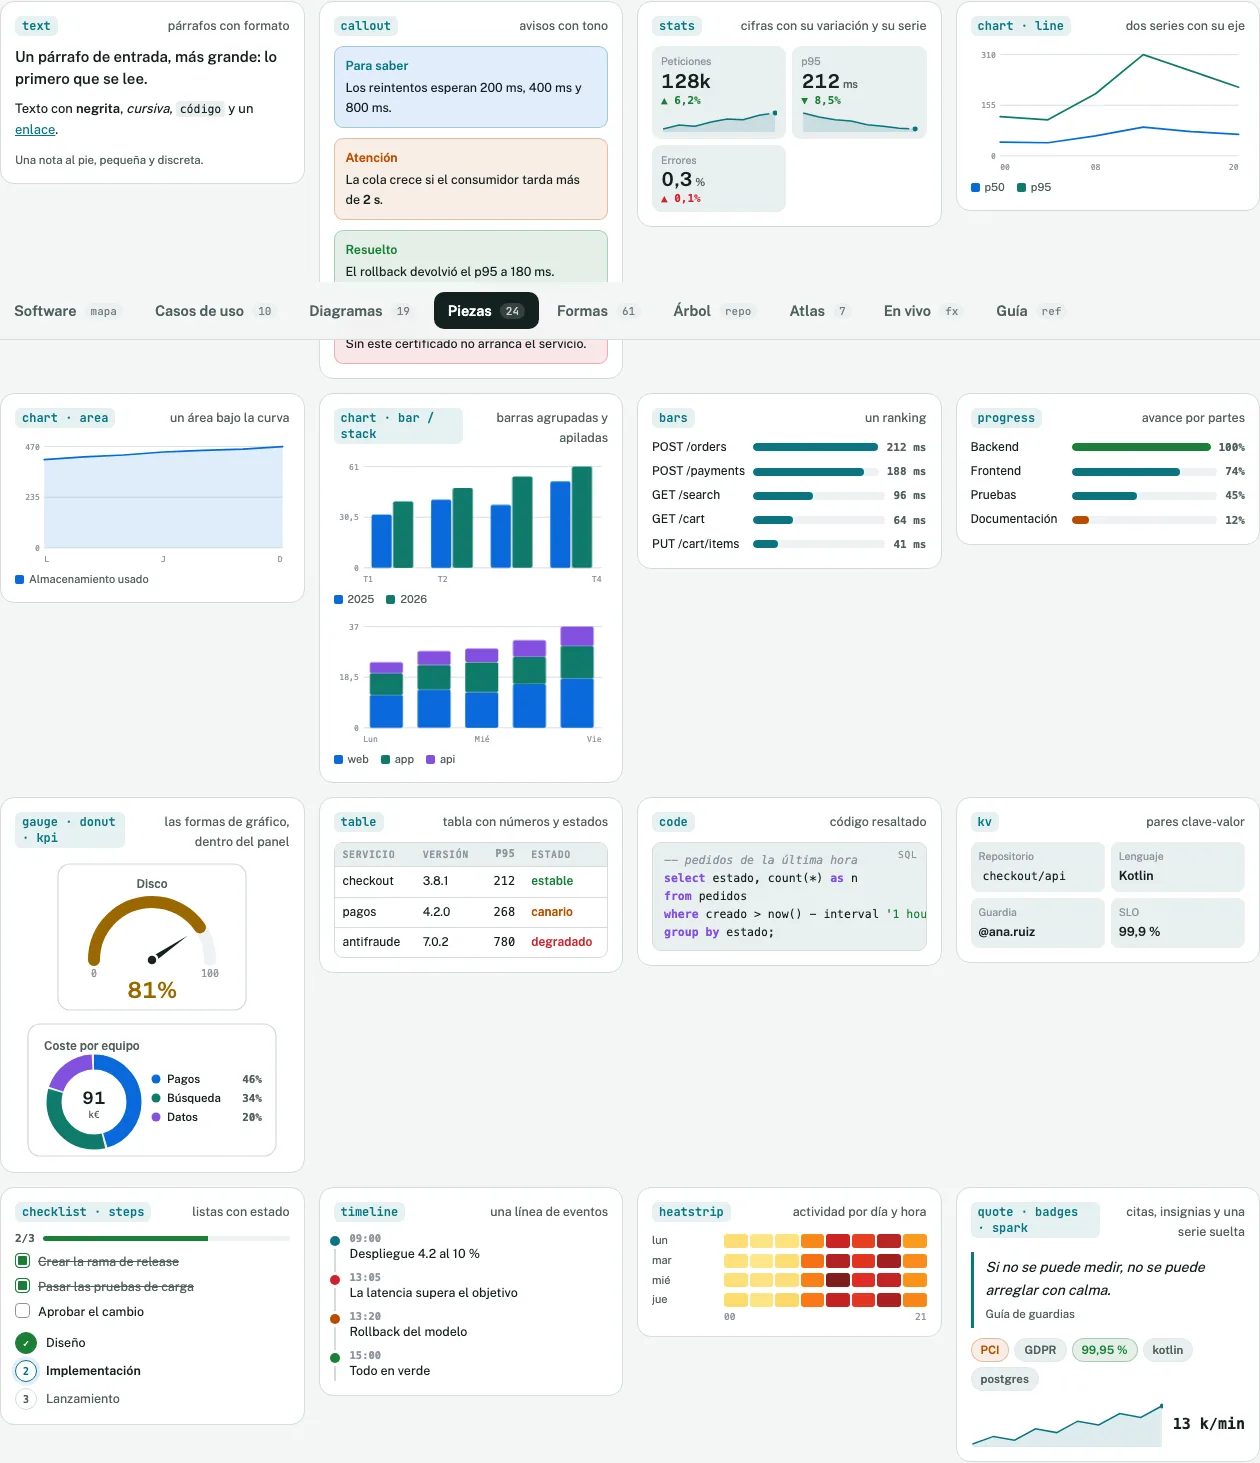 text
párrafos con formato
Un párrafo de entrada, más grande: lo
primero que se lee.
Texto con negrita, cursiva, código y un
enlace.
Una nota al pie, pequeña y discreta.
callout
avisos con tono
Para saber
Los reintentos esperan 200 ms, 400 ms y
800 ms.
Atención
La cola crece si el consumidor tarda más
de 2 s.
Resuelto
El rollback devolvió el p95 a 180 ms.
stats
cifras con su variación y su serie
Peticiones
128k
▲ 6,2%
p95
212 ms
▼ 8,5%
Errores
0,3 %
▲ 0,1%
chart · line
dos series con su eje
310
155
0
00
08
20
p50
p95
Software mapa
Casos de uso 10
Diagramas 19
Piezas 24
Formas 61
Árbol repo
Atlas 7
En vivo fx
Guía ref
Sin este certificado no arranca el servicio.
chart · area
un área bajo la curva
470
235
0
L
J
D
Almacenamiento usado
chart · bar /
stack
barras agrupadas y
apiladas
61
30,5
0
T1
T2
T4
2025
2026
37
18,5
0
Lun
Mié
Vie
web
app
api
bars
un ranking
POST /orders 212 ms
POST /payments 188 ms
GET /search 96 ms
GET /cart 64 ms
PUT /cart/items 41 ms
progress
avance por partes
Backend 100%
Frontend 74%
Pruebas 45%
Documentación 12%
gauge · donut
· kpi
las formas de gráfico,
dentro del panel
Disco
0
100
81%
Coste por equipo
91
k€
Pagos 46%
Búsqueda 34%
Datos 20%
table
tabla con números y estados
SERVICIO VERSIÓN P95 ESTADO
checkout 3.8.1 212 estable
pagos 4.2.0 268 canario
antifraude 7.0.2 780 degradado
code
código resaltado
SQL
-- pedidos de la última hora
select estado, count(*) as n
from pedidos
where creado > now() - interval '1 hou
group by estado;
kv
pares clave-valor
Repositorio
checkout/api
Lenguaje
Kotlin
Guardia
@ana.ruiz
SLO
99,9 %
checklist · steps
listas con estado
2/3
Crear la rama de release
Pasar las pruebas de carga
Aprobar el cambio
✓ Diseño
2 Implementación
3 Lanzamiento
timeline
una línea de eventos
09:00
Despliegue 4.2 al 10 %
13:05
La latencia supera el objetivo
13:20
Rollback del modelo
15:00
Todo en verde
heatstrip
actividad por día y hora
lun
mar
mié
jue
00
21
quote · badges
· spark
citas, insignias y una
serie suelta
Si no se puede medir, no se puede
arreglar con calma.
Guía de guardias
PCI
GDPR
99,95 %
kotlin
postgres
13 k/min